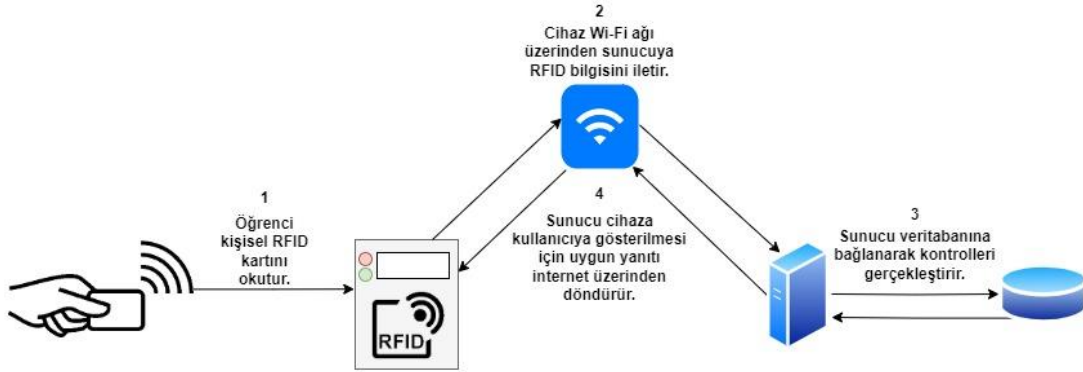 1
Öğrenci
kişisel RFID
kartını
okutur.
RFID
2
Cihaz Wi-Fi ağı
üzerinden sunucuya
RFID bilgisini iletir.
3
Sunucu veritabanına
bağlanarak kontrolleri
gerçekleştirir.
4
Sunucu cihaza
kullanıcıya gösterilmesi
için uygun yanıtı
internet üzerinden
döndürür.